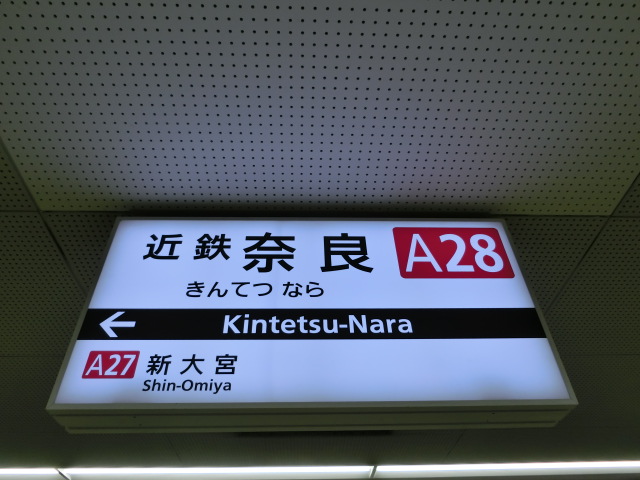 近鉄奈良 A28
きんてつ なら
← Kintetsu-Nara
A27 新大宮
Shin-Omiya